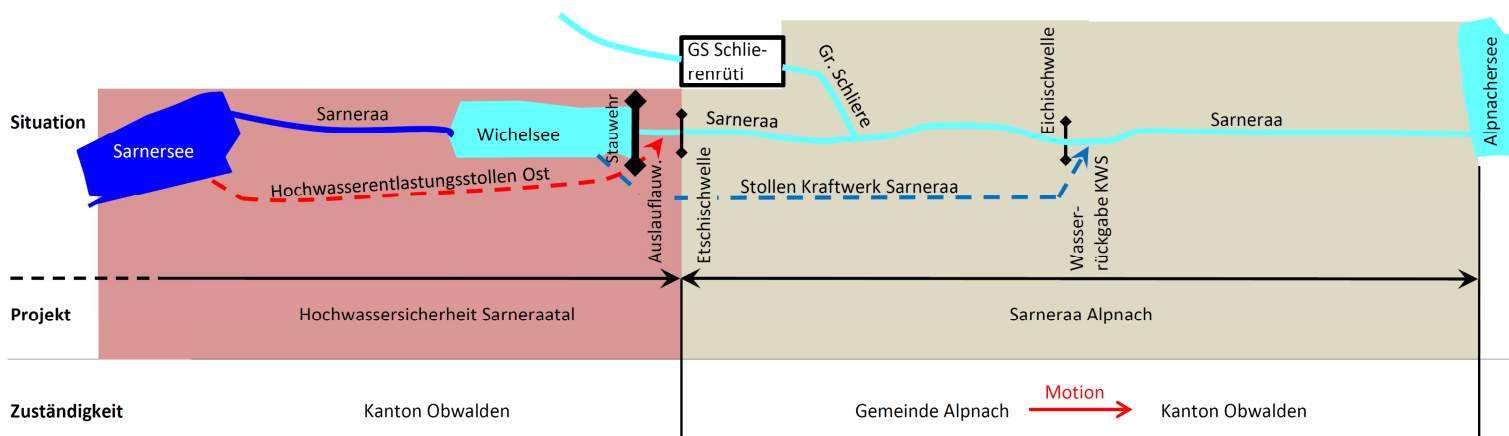 GS Schlie-
renrüti
Gr. Schliere
Alpnachersee
Situation
Sarnersee
Sarneraa
Wichelsee
Stauwehr
Sarneraa
Eichischwelle
Sarneraa
Hochwasserentlastungsstollen Ost
Auslaufbauw.
Etschischwelle
Stollen Kraftwerk Sarneraa
Wasser-
rückgabe KWS
Projekt
Hochwassersicherheit Sarneraatal
Sarneraa Alpnach
Zuständigkeit
Kanton Obwalden
Gemeinde Alpnach
Motion
Kanton Obwalden